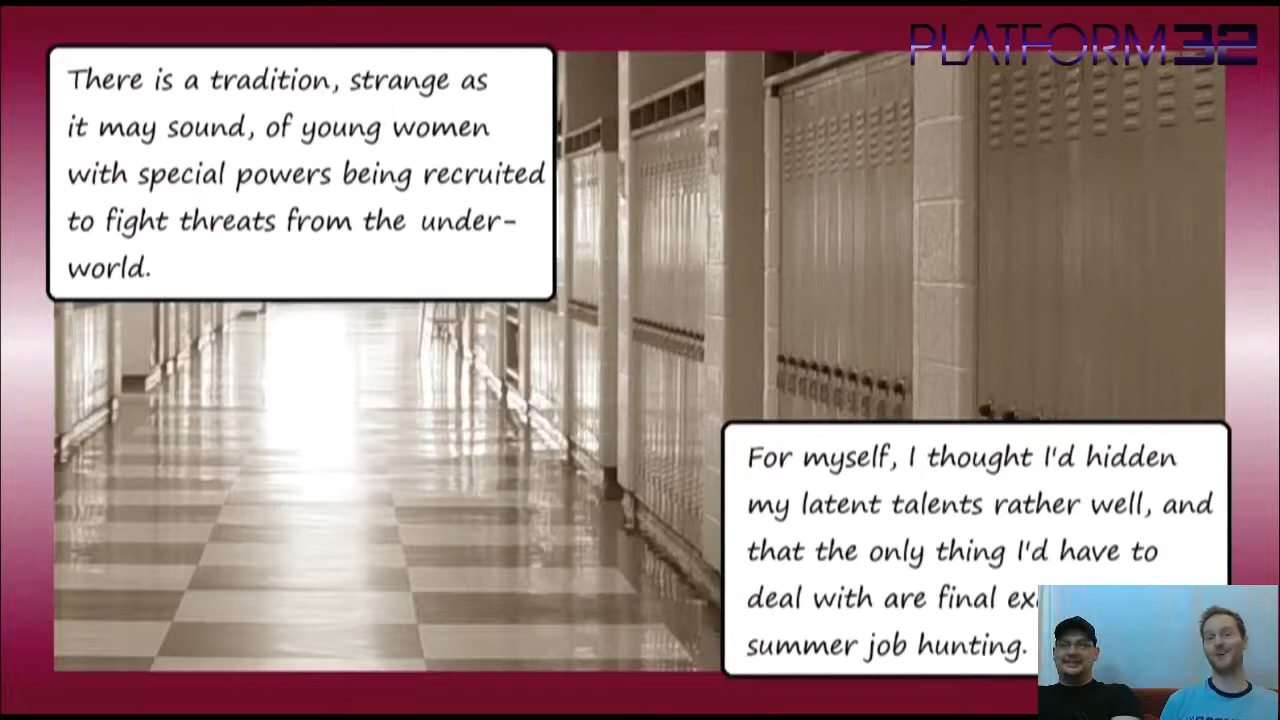 PLATFORM 32
There is a tradition, strange as
it may sound, of young women
with special powers being recruited
to fight threats from the under-
world.
For myself, I thought I'd hidden
my latent talents rather well, and
that the only thing I'd have to
deal with are final
summer job hunting.